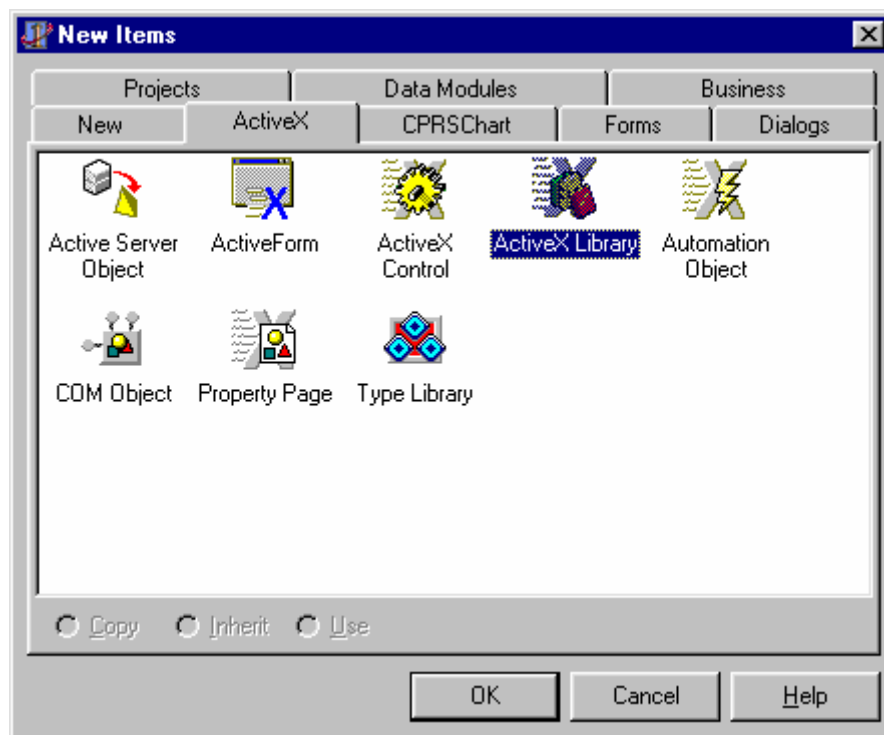 New Items
Projects Data Modules Business
New ActiveX CPRSChart Forms Dialogs
Active Server Object
ActiveForm
ActiveX Control
ActiveX Library
Automation Object
COM Object
Property Page
Type Library
Copy Inherit Use
OK Cancel Help